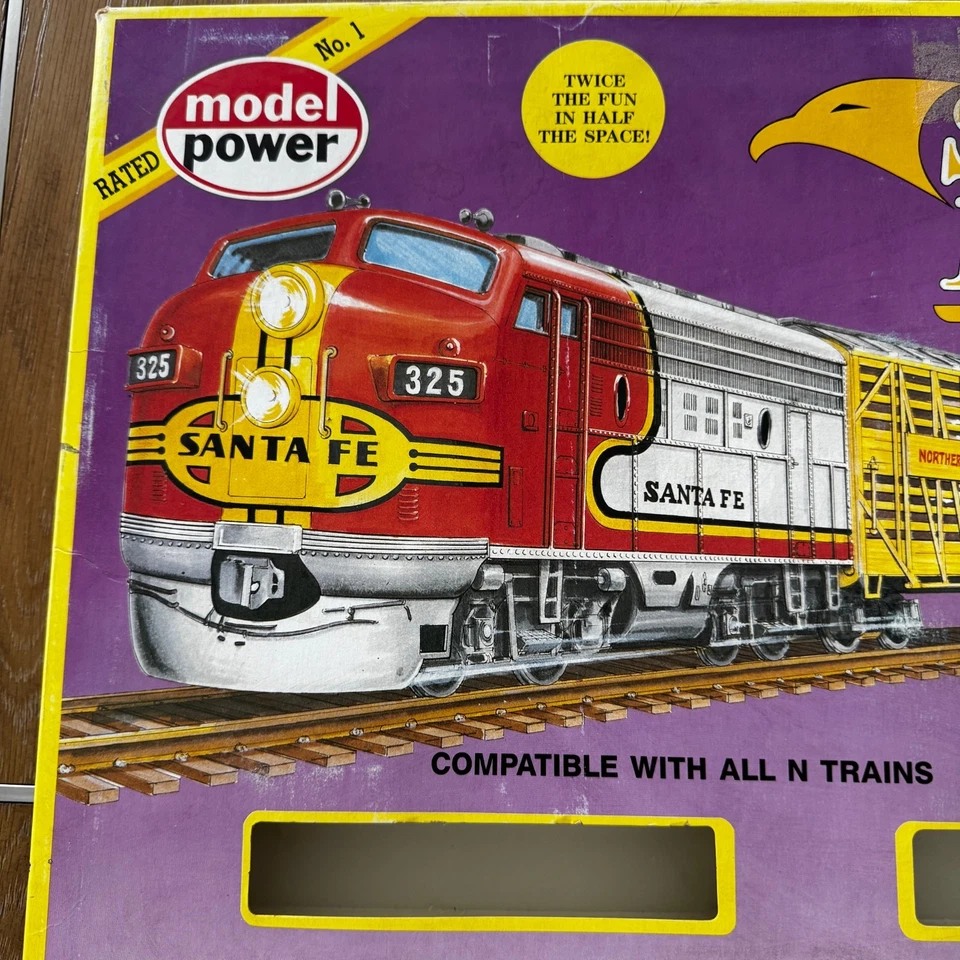 RATED No. 1
model
power
TWICE
THE FUN
IN HALF
THE SPACE!
325
325
SANTA FE
SANTA FE
COMPATIBLE WITH ALL N TRAINS